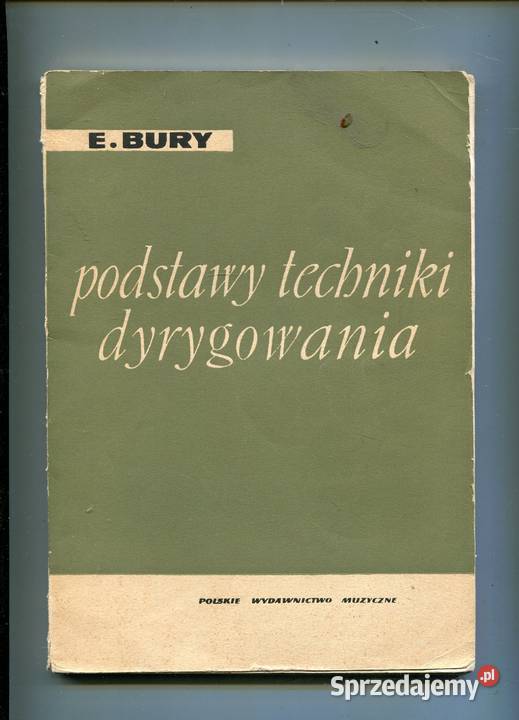 E. BURY
podstawy techniki
dyrygowania
POLSKIE WYDAWNICTWO MUZYCZNE
Sprzedajemy.pl